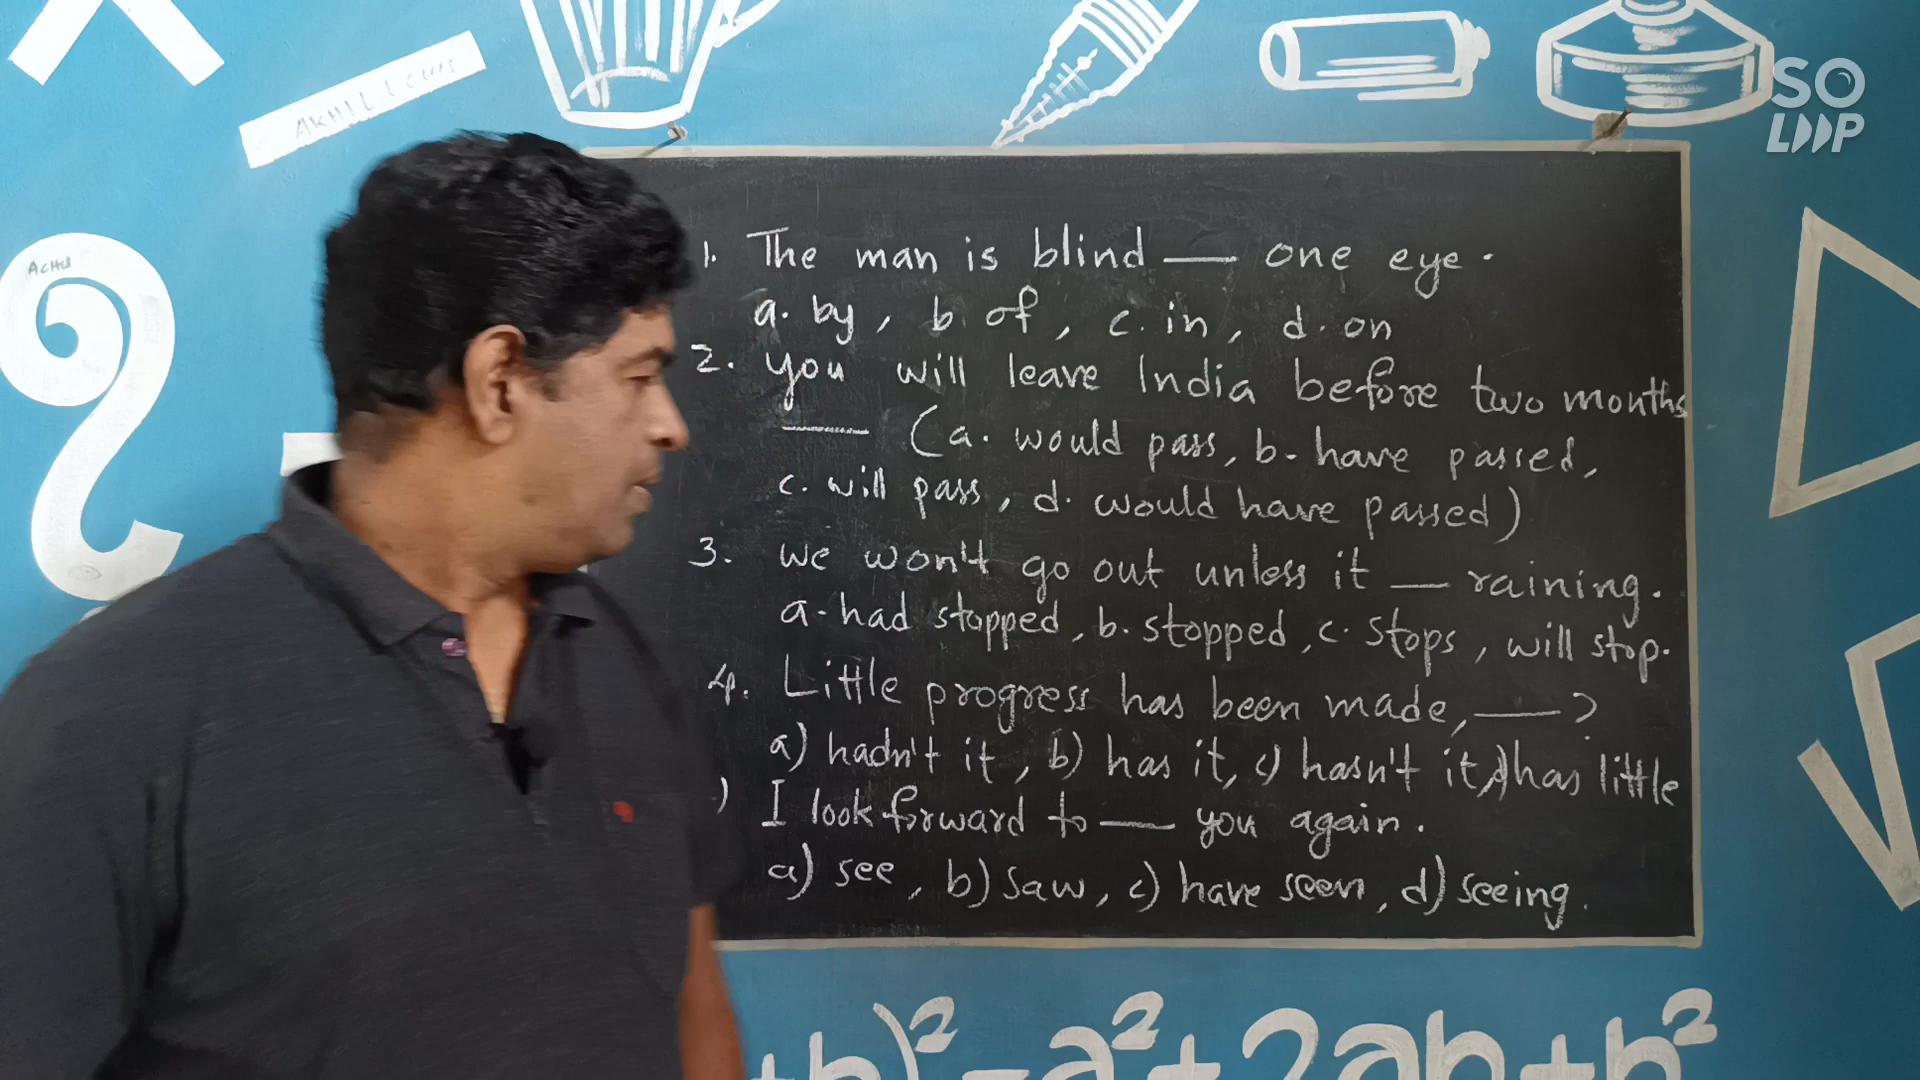 AKHIL LOUIS
SO
LOOP
ACHU
1. The man is blind — one eye.
a. by, b. of, c. in, d. on
2. You will leave India before two months
— (a. would pass, b. have passed,
c. will pass, d. would have passed)
3. we won't go out unless it — raining.
a. had stopped, b. stopped, c. stops, will stop.
4. Little progress has been made, —?
a) hadn't it, b) has it, c) hasn't it, d) has little
) I look forward to — you again.
a) see, b) saw, c) have seen, d) seeing.
+b)² = a² + 2ab + b²